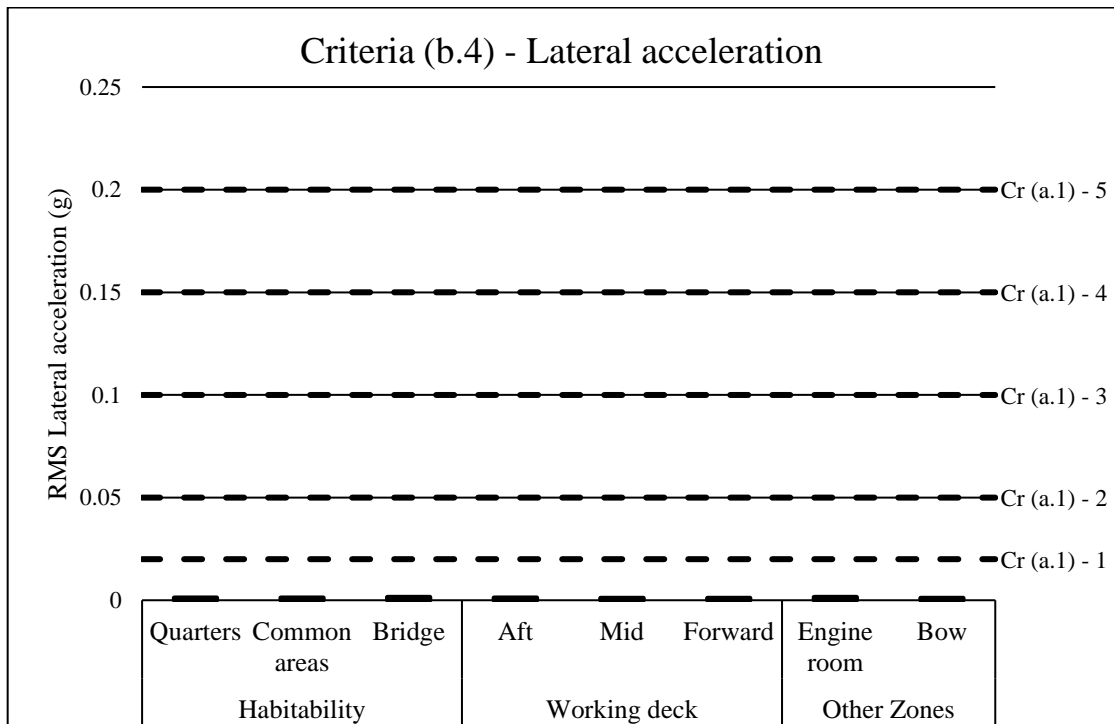 Criteria (b.4) - Lateral acceleration
RMS Lateral acceleration (g)
0.25
0.2
0.15
0.1
0.05
0
Cr (a.1) - 5
Cr (a.1) - 4
Cr (a.1) - 3
Cr (a.1) - 2
Cr (a.1) - 1
Quarters
Common
areas
Bridge
Aft
Mid
Forward
Engine
room
Bow
Habitability
Working deck
Other Zones